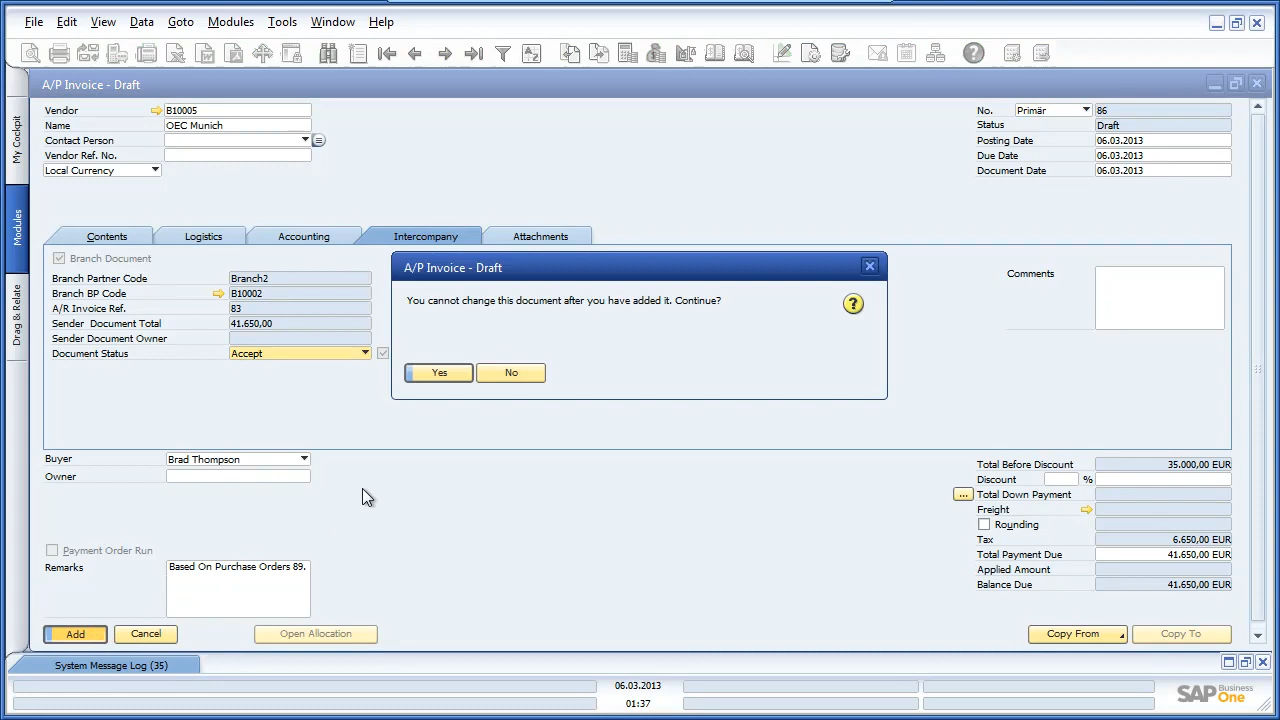 File Edit View Data Goto Modules Tools Window Help
A/P Invoice - Draft
My Cockpit
Modules
Drag & Relate
Vendor B10005
Name OEC Munich
Contact Person
Vendor Ref. No.
Local Currency
No. Primär 86
Status Draft
Posting Date 06.03.2013
Due Date 06.03.2013
Document Date 06.03.2013
Contents Logistics Accounting Intercompany Attachments
Branch Document
Branch Partner Code Branch2
Branch BP Code B10002
A/R Invoice Ref. 83
Sender Document Total 41.650,00
Sender Document Owner
Document Status Accept
Comments
A/P Invoice - Draft
You cannot change this document after you have added it. Continue?
?
Yes No
Buyer Brad Thompson
Owner
Payment Order Run
Remarks Based On Purchase Orders 89.
Total Before Discount 35.000,00 EUR
Discount %
... Total Down Payment
Freight
Rounding
Tax 6.650,00 EUR
Total Payment Due 41.650,00 EUR
Applied Amount
Balance Due 41.650,00 EUR
Add Cancel Open Allocation Copy From Copy To
System Message Log (35)
06.03.2013
01:37
SAP Business One